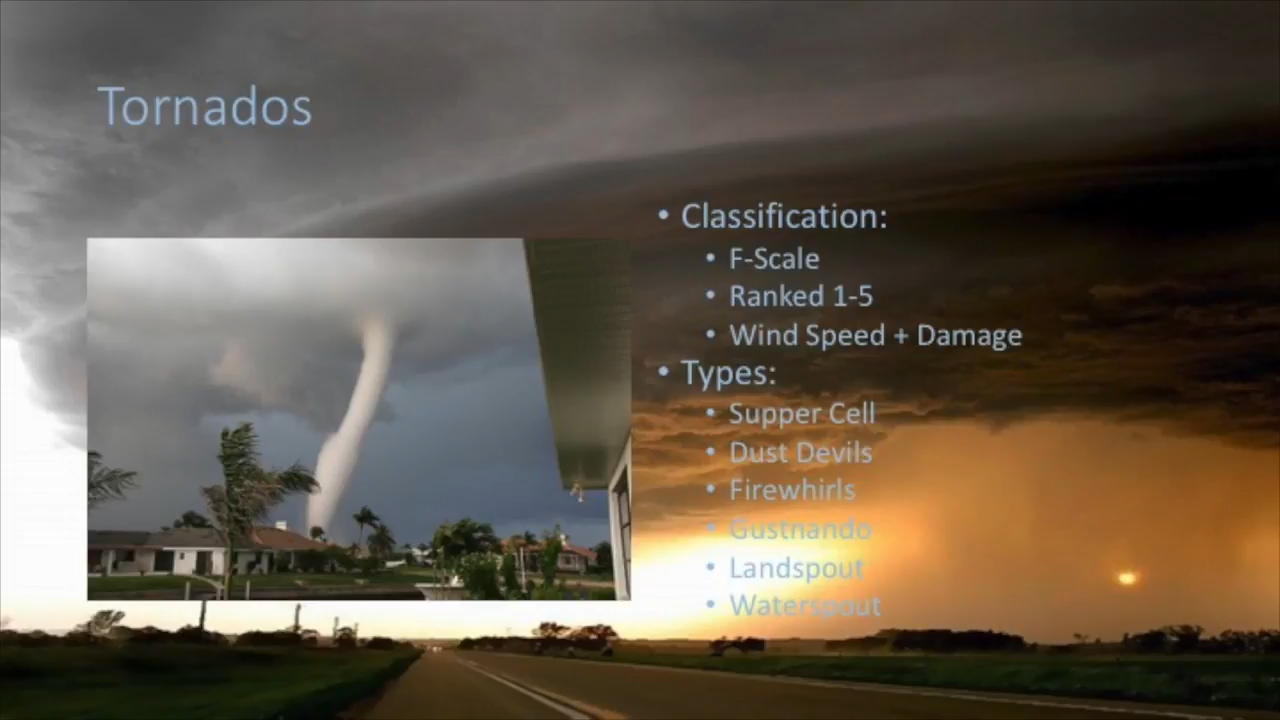 Tornados
• Classification:
• F-Scale
• Ranked 1-5
• Wind Speed + Damage
• Types:
• Supper Cell
• Dust Devils
• Firewhirls
• Gustnando
• Landspout
• Waterspout